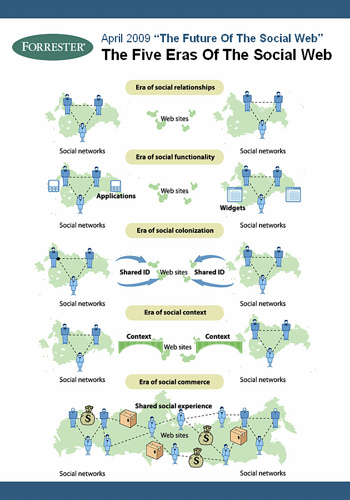 FORRESTER®
April 2009 “The Future Of The Social Web”
The Five Eras Of The Social Web
Era of social relationships
Web sites
Social networks
Social networks
Era of social functionality
Web sites
Applications
Widgets
Social networks
Social networks
Era of social colonization
Shared ID
Web sites
Shared ID
Social networks
Social networks
Era of social context
Context
Context
Web sites
Social networks
Social networks
Era of social commerce
Shared social experience
$
Web sites
$
$
Social networks
Social networks